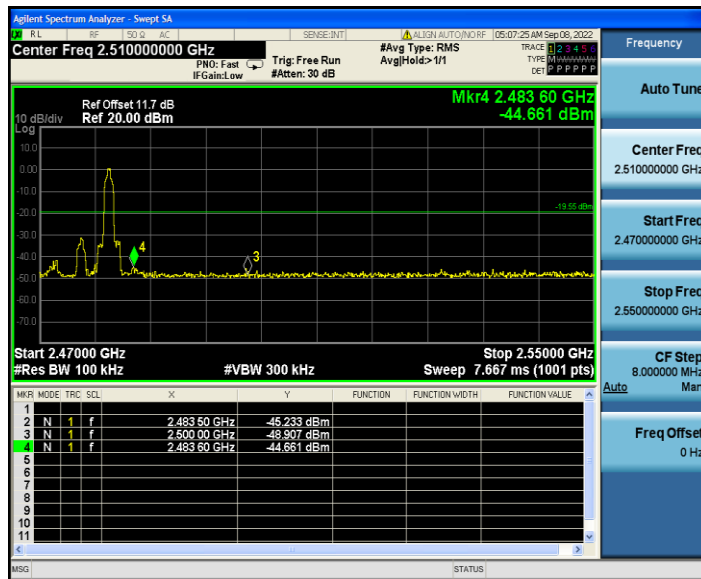 Agilent Spectrum Analyzer - Swept SA
RL RF 50 Ω AC SENSE:INT ALIGN AUTO/NO RF 05:07:25 AM Sep 08, 2022
Center Freq 2.510000000 GHz
PNO: Fast
IFGain:Low
Trig: Free Run
#Atten: 30 dB
#Avg Type: RMS
Avg|Hold:>1/1
TRACE 1 2 3 4 5 6
TYPE M
DET P P P P P P
Mkr4 2.483 60 GHz
-44.661 dBm
Ref Offset 11.7 dB
10 dB/div Ref 20.00 dBm
Log
10.0
0.00
-10.0
-19.55 dBm
-20.0
-30.0
-40.0
-50.0
-60.0
-70.0
4
3
Start 2.47000 GHz Stop 2.55000 GHz
#Res BW 100 kHz #VBW 300 kHz Sweep 7.667 ms (1001 pts)
MKR MODE TRC SCL X Y FUNCTION FUNCTION WIDTH FUNCTION VALUE
1
2 N 1 f 2.483 50 GHz -45.233 dBm
3 N 1 f 2.500 00 GHz -48.907 dBm
4 N 1 f 2.483 60 GHz -44.661 dBm
5
6
7
8
9
10
11
MSG STATUS
Frequency
Auto Tune
Center Freq
2.510000000 GHz
Start Freq
2.470000000 GHz
Stop Freq
2.550000000 GHz
CF Step
8.000000 MHz
Auto Man
Freq Offset
0 Hz